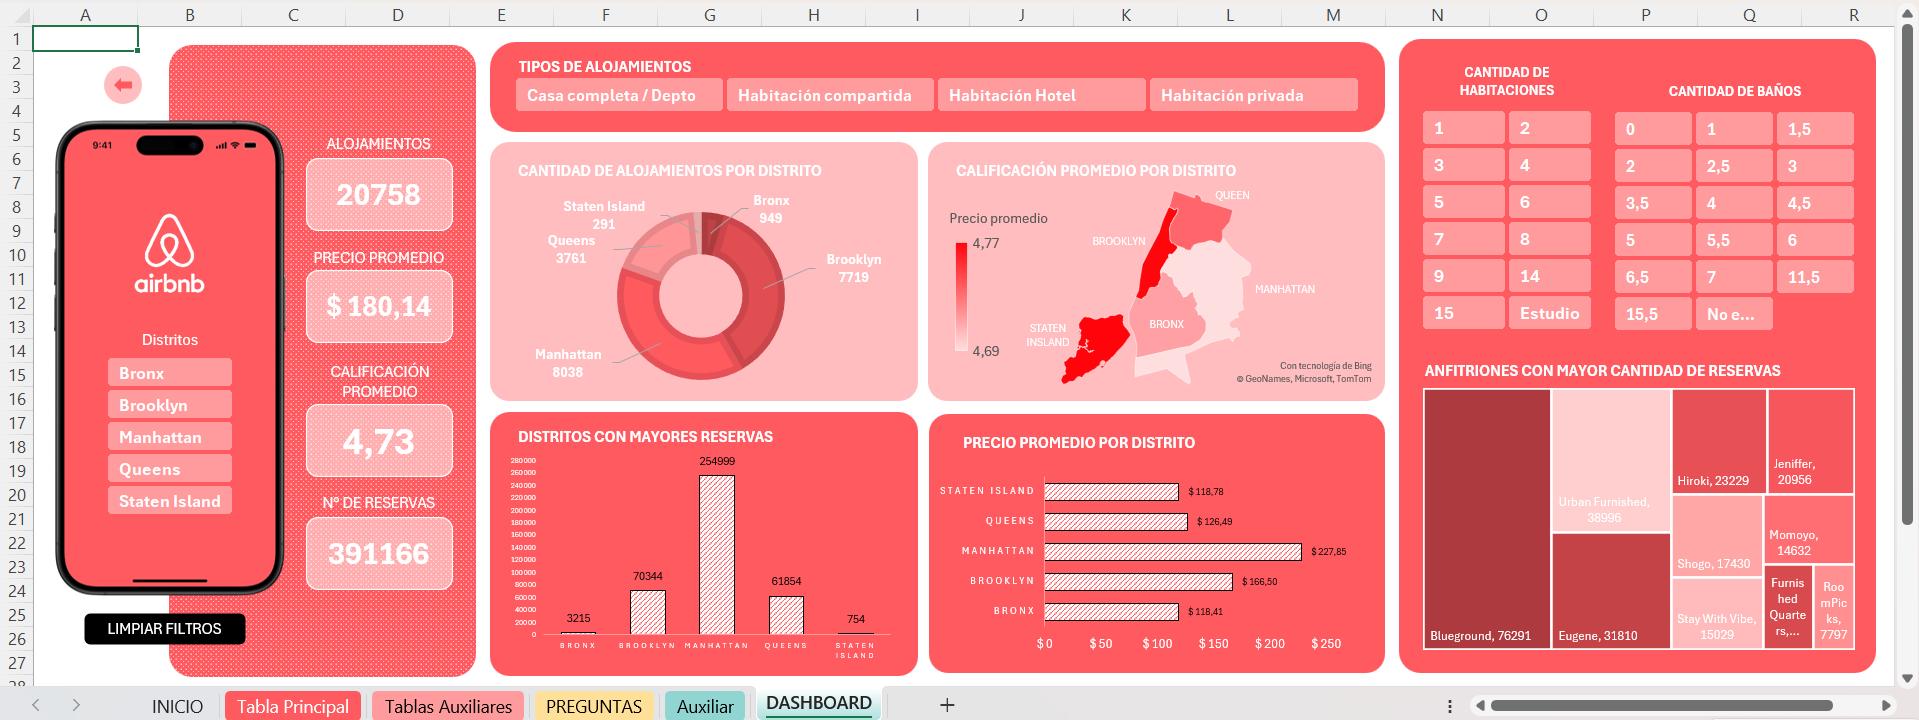 A B C D E F G H I J K L M N O P Q R
1
2
3
4
5
6
7
8
9
10
11
12
13
14
15
16
17
18
19
20
21
22
23
24
25
26
27
28
9:41
airbnb
Distritos
Bronx
Brooklyn
Manhattan
Queens
Staten Island
LIMPIAR FILTROS
ALOJAMIENTOS
20758
PRECIO PROMEDIO
$ 180,14
CALIFICACIÓN
PROMEDIO
4,73
Nº DE RESERVAS
391166
TIPOS DE ALOJAMIENTOS
Casa completa / Depto Habitación compartida Habitación Hotel Habitación privada
CANTIDAD DE ALOJAMIENTOS POR DISTRITO
Staten Island
291
Bronx
949
Queens
3761
Brooklyn
7719
Manhattan
8038
CALIFICACIÓN PROMEDIO POR DISTRITO
Precio promedio
4,77
4,69
QUEEN
BROOKLYN
MANHATTAN
BRONX
STATEN
INSLAND
Con tecnología de Bing
© GeoNames, Microsoft, TomTom
DISTRITOS CON MAYORES RESERVAS
280000
260000
240000
220000
200000
180000
160000
140000
120000
100000
80000
60000
40000
20000
0
3215
70344
254999
61854
754
BRONX BROOKLYN MANHATTAN QUEENS STATEN
ISLAND
PRECIO PROMEDIO POR DISTRITO
STATEN ISLAND $ 118,78
QUEENS $ 126,49
MANHATTAN $ 227,85
BROOKLYN $ 166,50
BRONX $ 118,41
$ 0 $ 50 $ 100 $ 150 $ 200 $ 250
CANTIDAD DE
HABITACIONES
1 2
3 4
5 6
7 8
9 14
15 Estudio
CANTIDAD DE BAÑOS
0 1 1,5
2 2,5 3
3,5 4 4,5
5 5,5 6
6,5 7 11,5
15,5 No e...
ANFITRIONES CON MAYOR CANTIDAD DE RESERVAS
Blueground, 76291
Urban Furnished,
38996
Eugene, 31810
Hiroki, 23229
Jeniffer,
20956
Shogo, 17430
Stay With Vibe,
15029
Momoyo,
14632
Furnis
hed
Quarte
rs,...
Roo
mPic
ks,
7797
INICIO Tabla Principal Tablas Auxiliares PREGUNTAS Auxiliar DASHBOARD